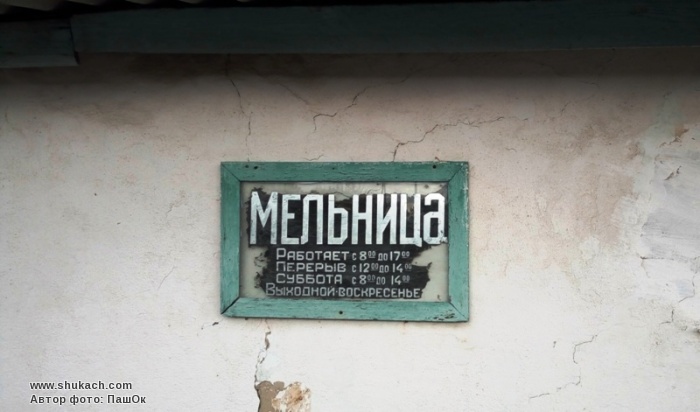 МЕЛЬНИЦа
РАБОТАЕТ с 8⁰⁰ до 17⁰⁰
ПЕРЕРЫВ с 12⁰⁰ до 14⁰⁰
СУББОТА с 8⁰⁰ до 14⁰⁰
ВЫХОДНОЙ-ВОСКРЕСЕНЬЕ
www.shukach.com
Автор фото: ПашОк